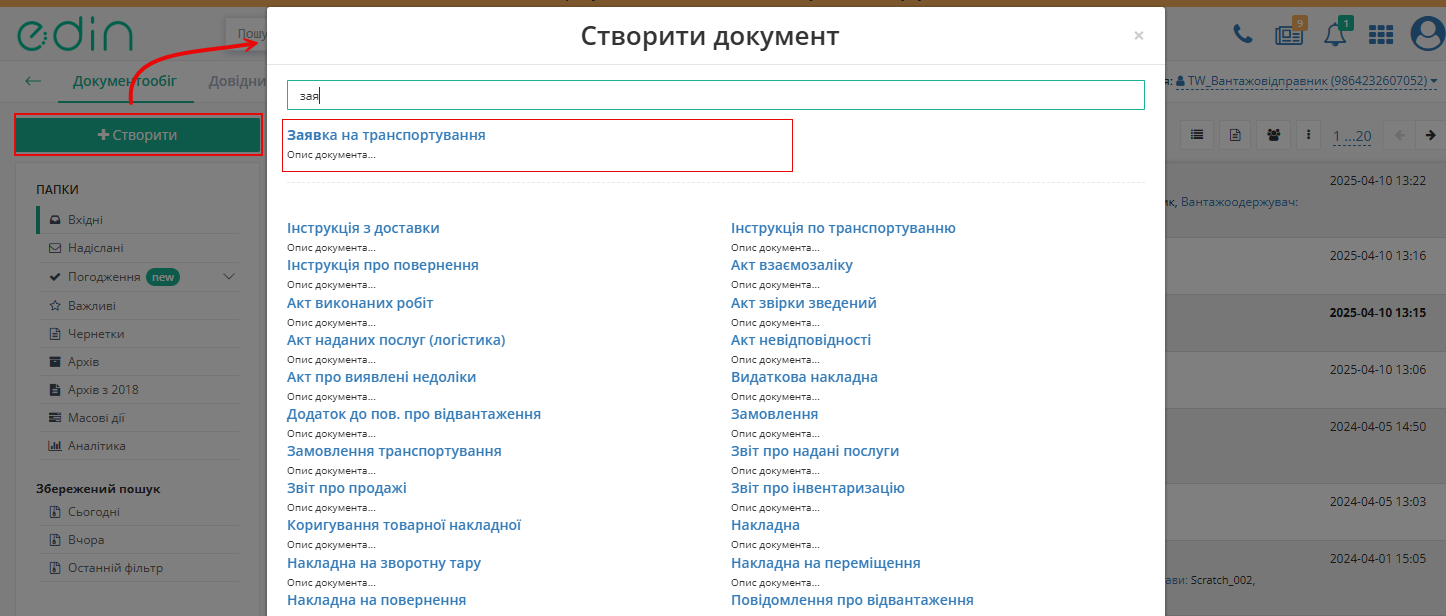 edin
Пошу
Створити документ
×
9
1
Документообіг
Довідни
я: TW_Вантажовідправник (9864232607052)
зая
Створити
Заявка на транспортування
Опис документа...
1 ...20
ПАПКИ
Вхідні
Надіслані
Погодження new
Важливі
Чернетки
Архів
Архів з 2018
Масові дії
Аналітика
Збережений пошук
Сьогодні
Вчора
Останній фільтр
Інструкція з доставки
Опис документа...
Інструкція по транспортуванню
Опис документа...
Інструкція про повернення
Опис документа...
Акт взаємозаліку
Опис документа...
Акт виконаних робіт
Опис документа...
Акт звірки зведений
Опис документа...
Акт наданих послуг (логістика)
Опис документа...
Акт невідповідності
Опис документа...
Акт про виявлені недоліки
Опис документа...
Видаткова накладна
Опис документа...
Додаток до пов. про відвантаження
Опис документа...
Замовлення
Опис документа...
Замовлення транспортування
Опис документа...
Звіт про надані послуги
Опис документа...
Звіт про продажі
Опис документа...
Звіт про інвентаризацію
Опис документа...
Коригування товарної накладної
Опис документа...
Накладна
Опис документа...
Накладна на зворотну тару
Опис документа...
Накладна на переміщення
Опис документа...
Накладна на повернення
Повідомлення про відвантаження
2025-04-10 13:22
ик, Вантажоодержувач:
2025-04-10 13:16
2025-04-10 13:15
2025-04-10 13:06
2024-04-05 14:50
2024-04-05 13:03
2024-04-01 15:05
ави: Scratch_002,